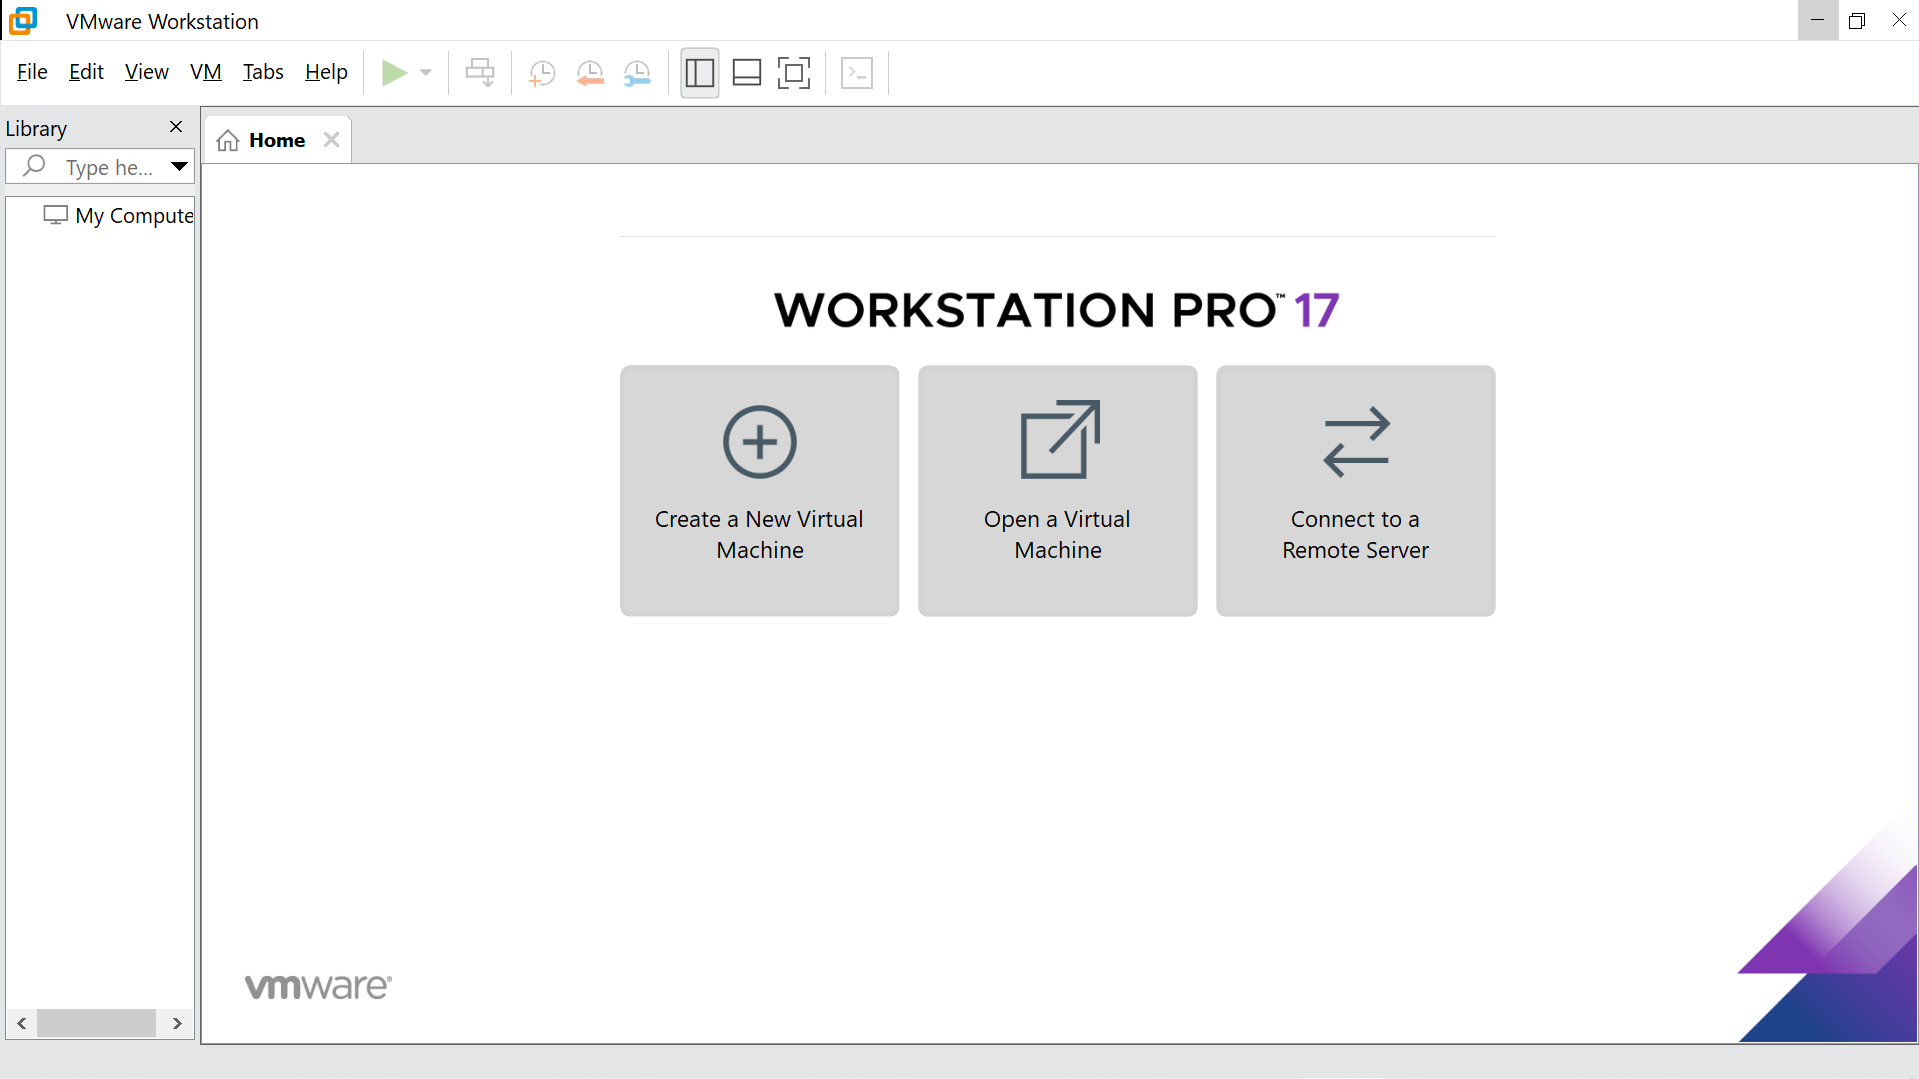 VMware Workstation
File Edit View VM Tabs Help
Library
Home
Type he...
My Compute
WORKSTATION PRO™ 17
Create a New Virtual
Machine
Open a Virtual
Machine
Connect to a
Remote Server
vmware®